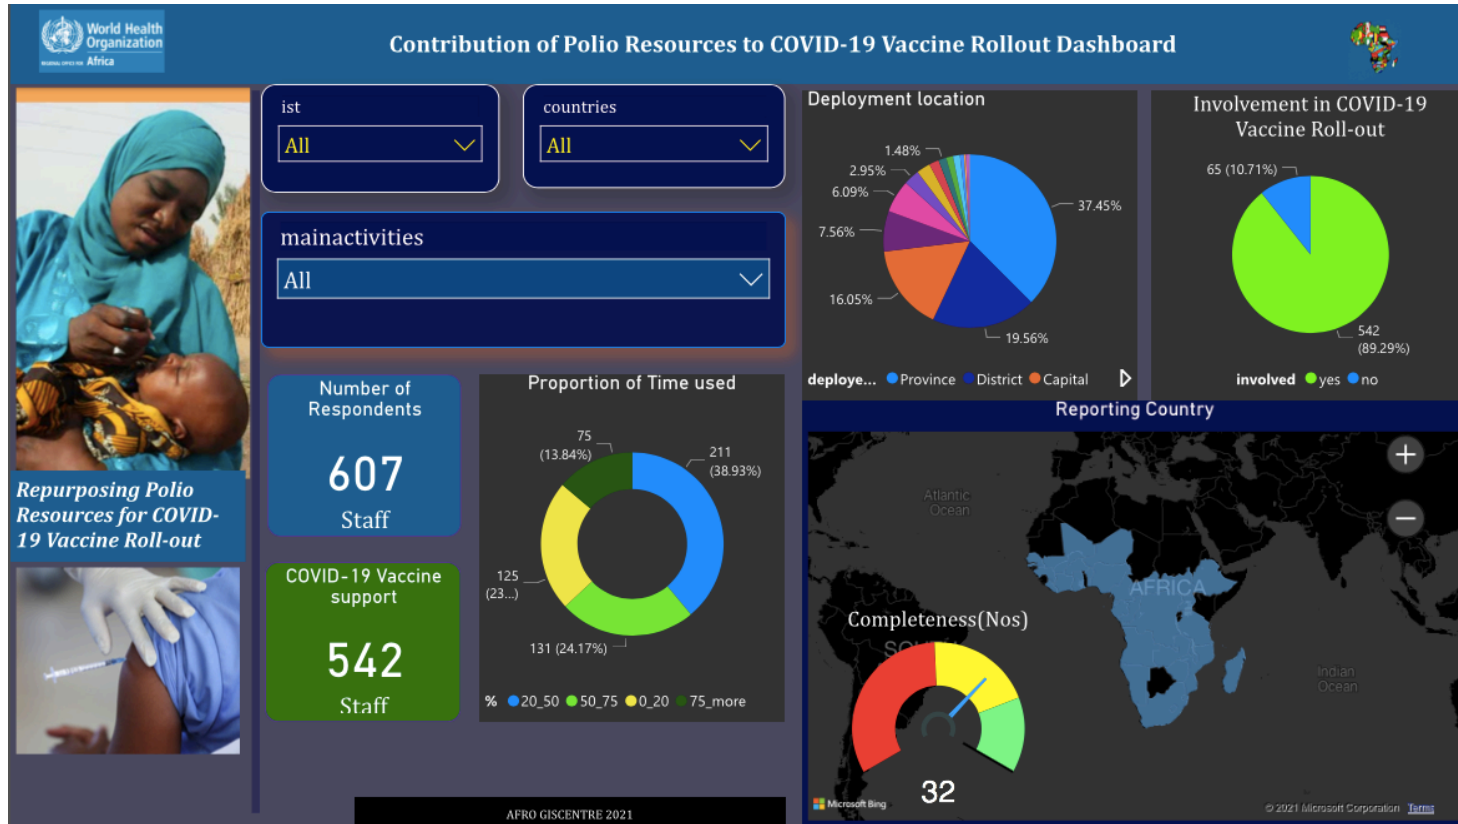 World Health
Organization
REGIONAL OFFICE FOR Africa
Contribution of Polio Resources to COVID-19 Vaccine Rollout Dashboard
ist
All
countries
All
mainactivities
All
Repurposing Polio
Resources for COVID-
19 Vaccine Roll-out
Number of
Respondents
607
Staff
COVID-19 Vaccine
support
542
Staff
Proportion of Time used
75
(13.84%)
211
(38.93%)
125
(23...)
131 (24.17%)
% 20_50 50_75 0_20 75_more
AFRO GISCENTRE 2021
Deployment location
1.48%
2.95%
6.09%
7.56%
16.05%
37.45%
19.56%
deploye... Province District Capital
Involvement in COVID-19
Vaccine Roll-out
65 (10.71%)
542
(89.29%)
involved yes no
Reporting Country
Atlantic
Ocean
AFRICA
Indian
Ocean
Completeness(Nos)
32
Microsoft Bing
© 2021 Microsoft Corporation Terms